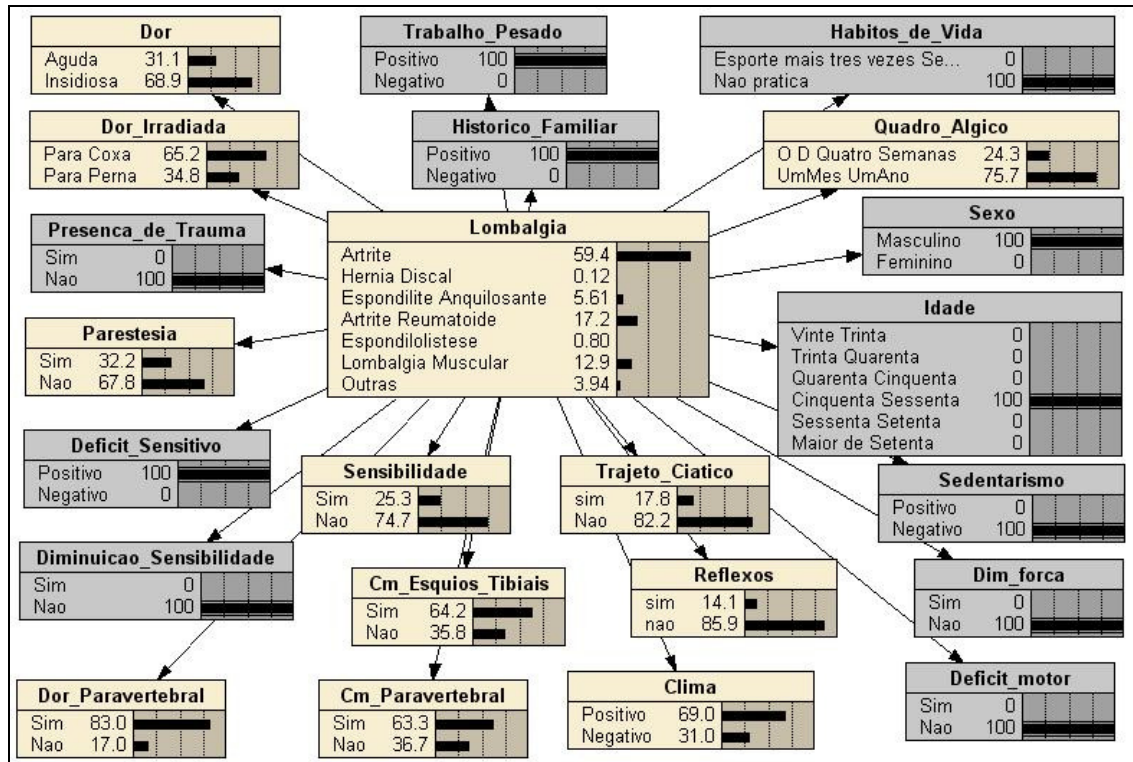 Dor
Aguda 31.1
Insidiosa 68.9
Trabalho_Pesado
Positivo 100
Negativo 0
Habitos_de_Vida
Esporte mais tres vezes Se... 0
Nao pratica 100
Dor_Irradiada
Para Coxa 65.2
Para Perna 34.8
Historico_Familiar
Positivo 100
Negativo 0
Quadro_Algico
O D Quatro Semanas 24.3
UmMes UmAno 75.7
Presenca_de_Trauma
Sim 0
Nao 100
Lombalgia
Artrite 59.4
Hernia Discal 0.12
Espondilite Anquilosante 5.61
Artrite Reumatoide 17.2
Espondilolistese 0.80
Lombalgia Muscular 12.9
Outras 3.94
Sexo
Masculino 100
Feminino 0
Parestesia
Sim 32.2
Nao 67.8
Idade
Vinte Trinta 0
Trinta Quarenta 0
Quarenta Cinquenta 0
Cinquenta Sessenta 100
Sessenta Setenta 0
Maior de Setenta 0
Deficit_Sensitivo
Positivo 100
Negativo 0
Sensibilidade
Sim 25.3
Nao 74.7
Trajeto_Ciatico
sim 17.8
Nao 82.2
Sedentarismo
Positivo 0
Negativo 100
Diminuicao_Sensibilidade
Sim 0
Nao 100
Cm_Esquios_Tibiais
Sim 64.2
Nao 35.8
Reflexos
sim 14.1
nao 85.9
Dim_forca
Sim 0
Nao 100
Dor_Paravertebral
Sim 83.0
Nao 17.0
Cm_Paravertebral
Sim 63.3
Nao 36.7
Clima
Positivo 69.0
Negativo 31.0
Deficit_motor
Sim 0
Nao 100